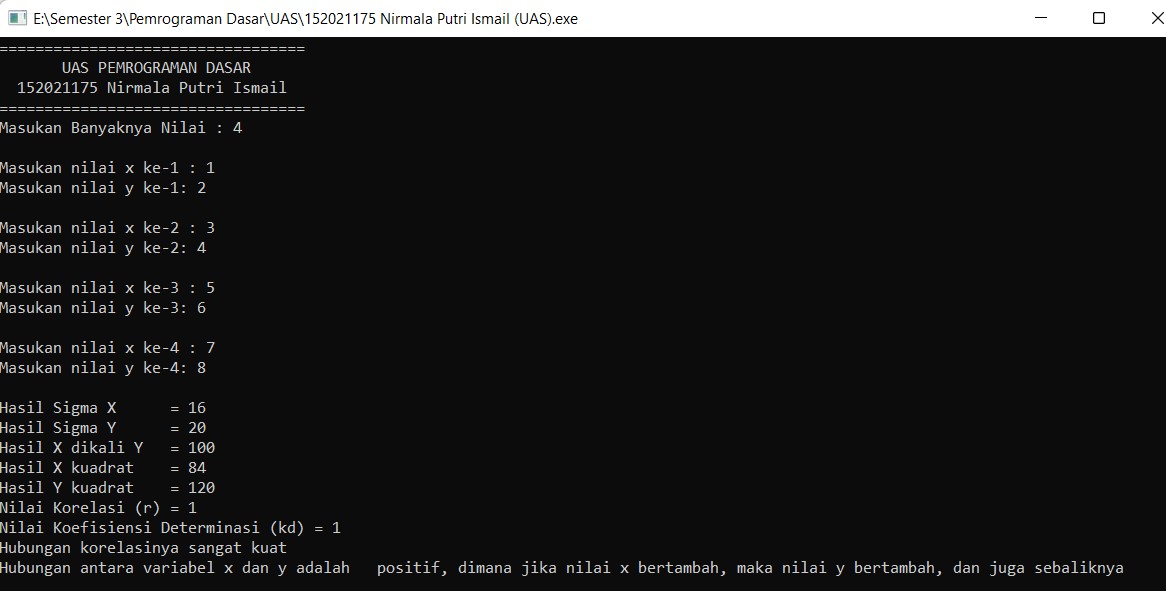 E:\Semester 3\Pemrograman Dasar\UAS\152021175 Nirmala Putri Ismail (UAS).exe
==================================
UAS PEMROGRAMAN DASAR
152021175 Nirmala Putri Ismail
==================================
Masukan Banyaknya Nilai : 4
Masukan nilai x ke-1 : 1
Masukan nilai y ke-1: 2
Masukan nilai x ke-2 : 3
Masukan nilai y ke-2: 4
Masukan nilai x ke-3 : 5
Masukan nilai y ke-3: 6
Masukan nilai x ke-4 : 7
Masukan nilai y ke-4: 8
Hasil Sigma X      = 16
Hasil Sigma Y      = 20
Hasil X dikali Y   = 100
Hasil X kuadrat    = 84
Hasil Y kuadrat    = 120
Nilai Korelasi (r) = 1
Nilai Koefisiensi Determinasi (kd) = 1
Hubungan korelasinya sangat kuat
Hubungan antara variabel x dan y adalah   positif, dimana jika nilai x bertambah, maka nilai y bertambah, dan juga sebaliknya